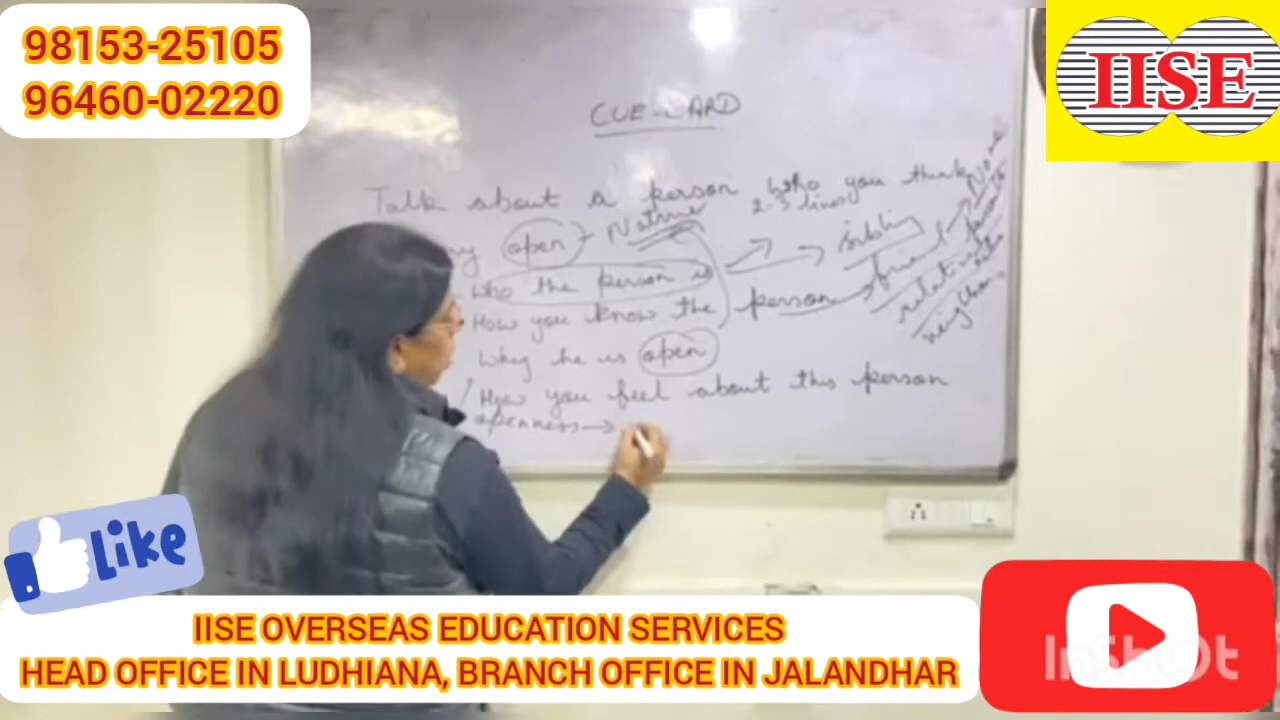 98153-25105
96460-02220
IISE
CUE-CARD
Talk about a person who you think
2-3 lines
open - Nature
Who the person is
sibling
How you know the person
friend
relative
neighbour
Why he is open
How you feel about this person
openness →
Like
IISE OVERSEAS EDUCATION SERVICES
HEAD OFFICE IN LUDHIANA, BRANCH OFFICE IN JALANDHAR
InShOt